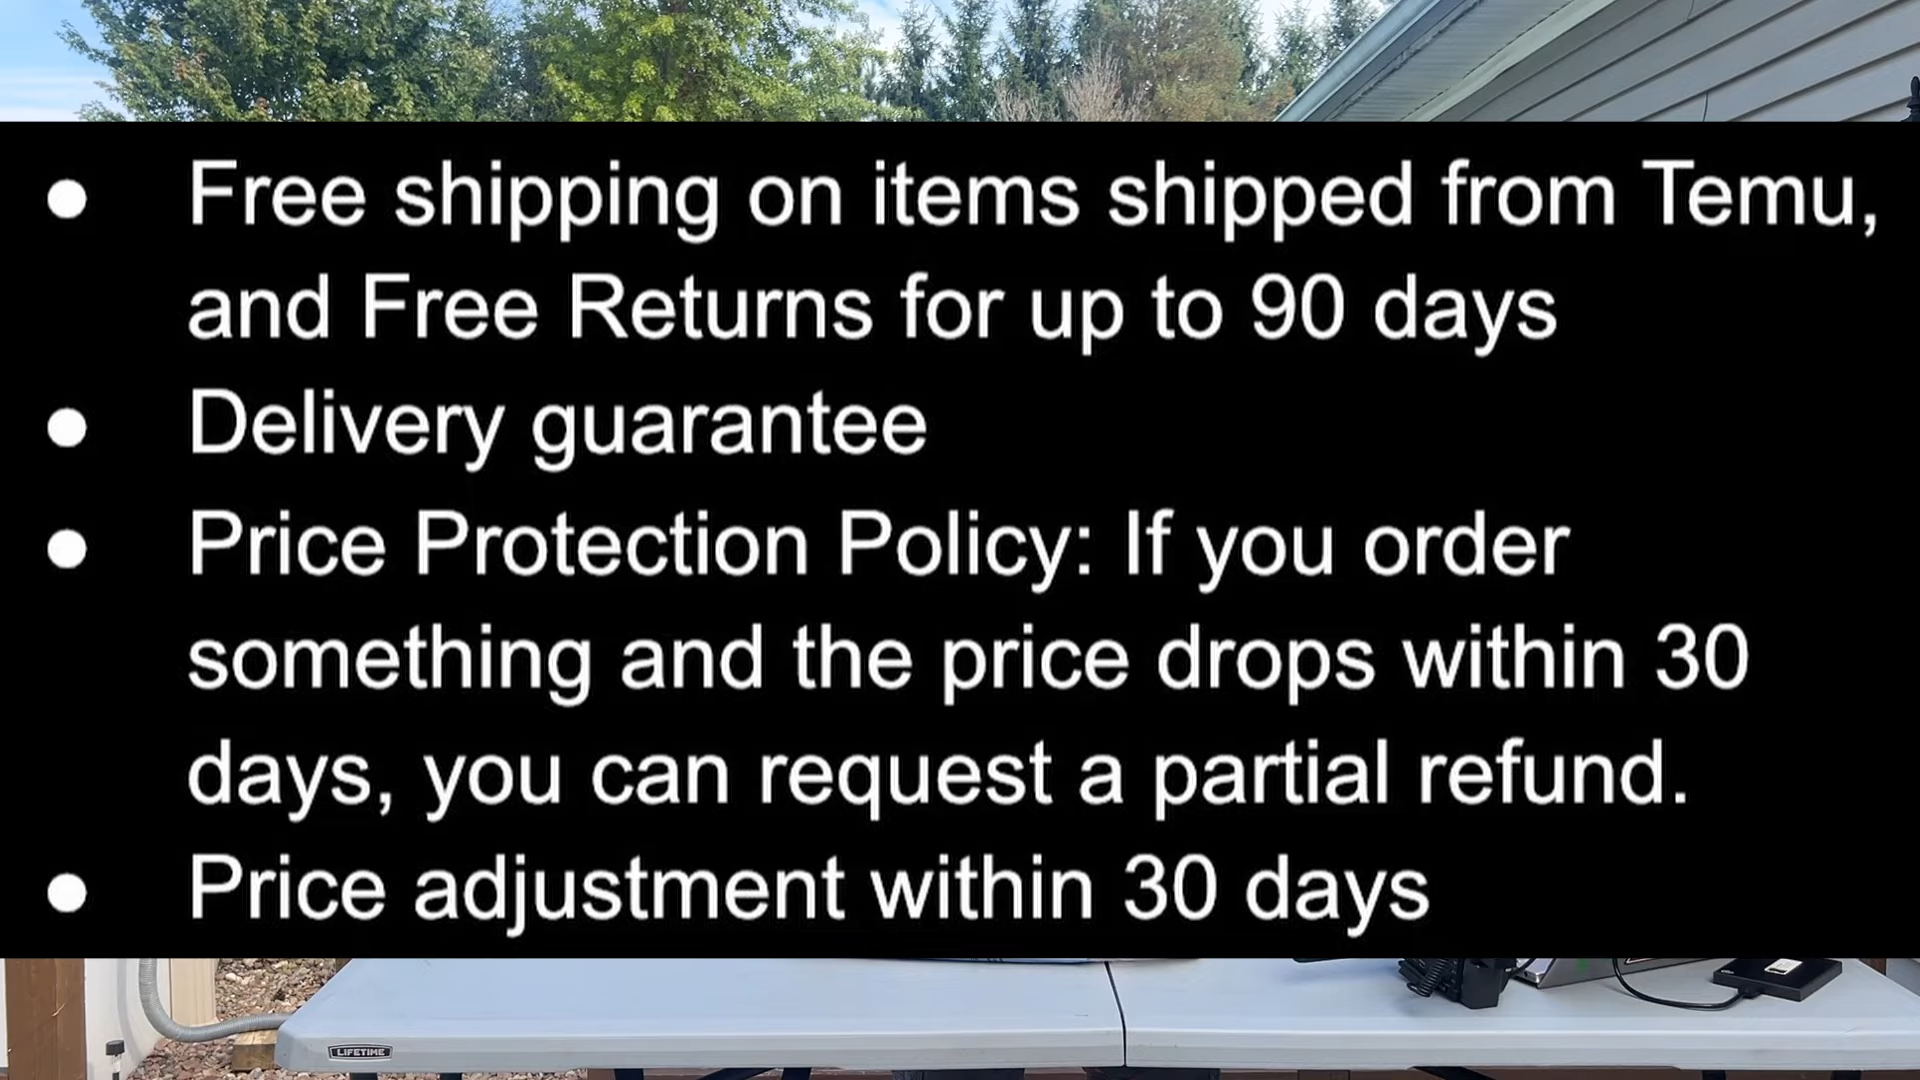 ● Free shipping on items shipped from Temu,
and Free Returns for up to 90 days
● Delivery guarantee
● Price Protection Policy: If you order
something and the price drops within 30
days, you can request a partial refund.
● Price adjustment within 30 days
LIFETIME